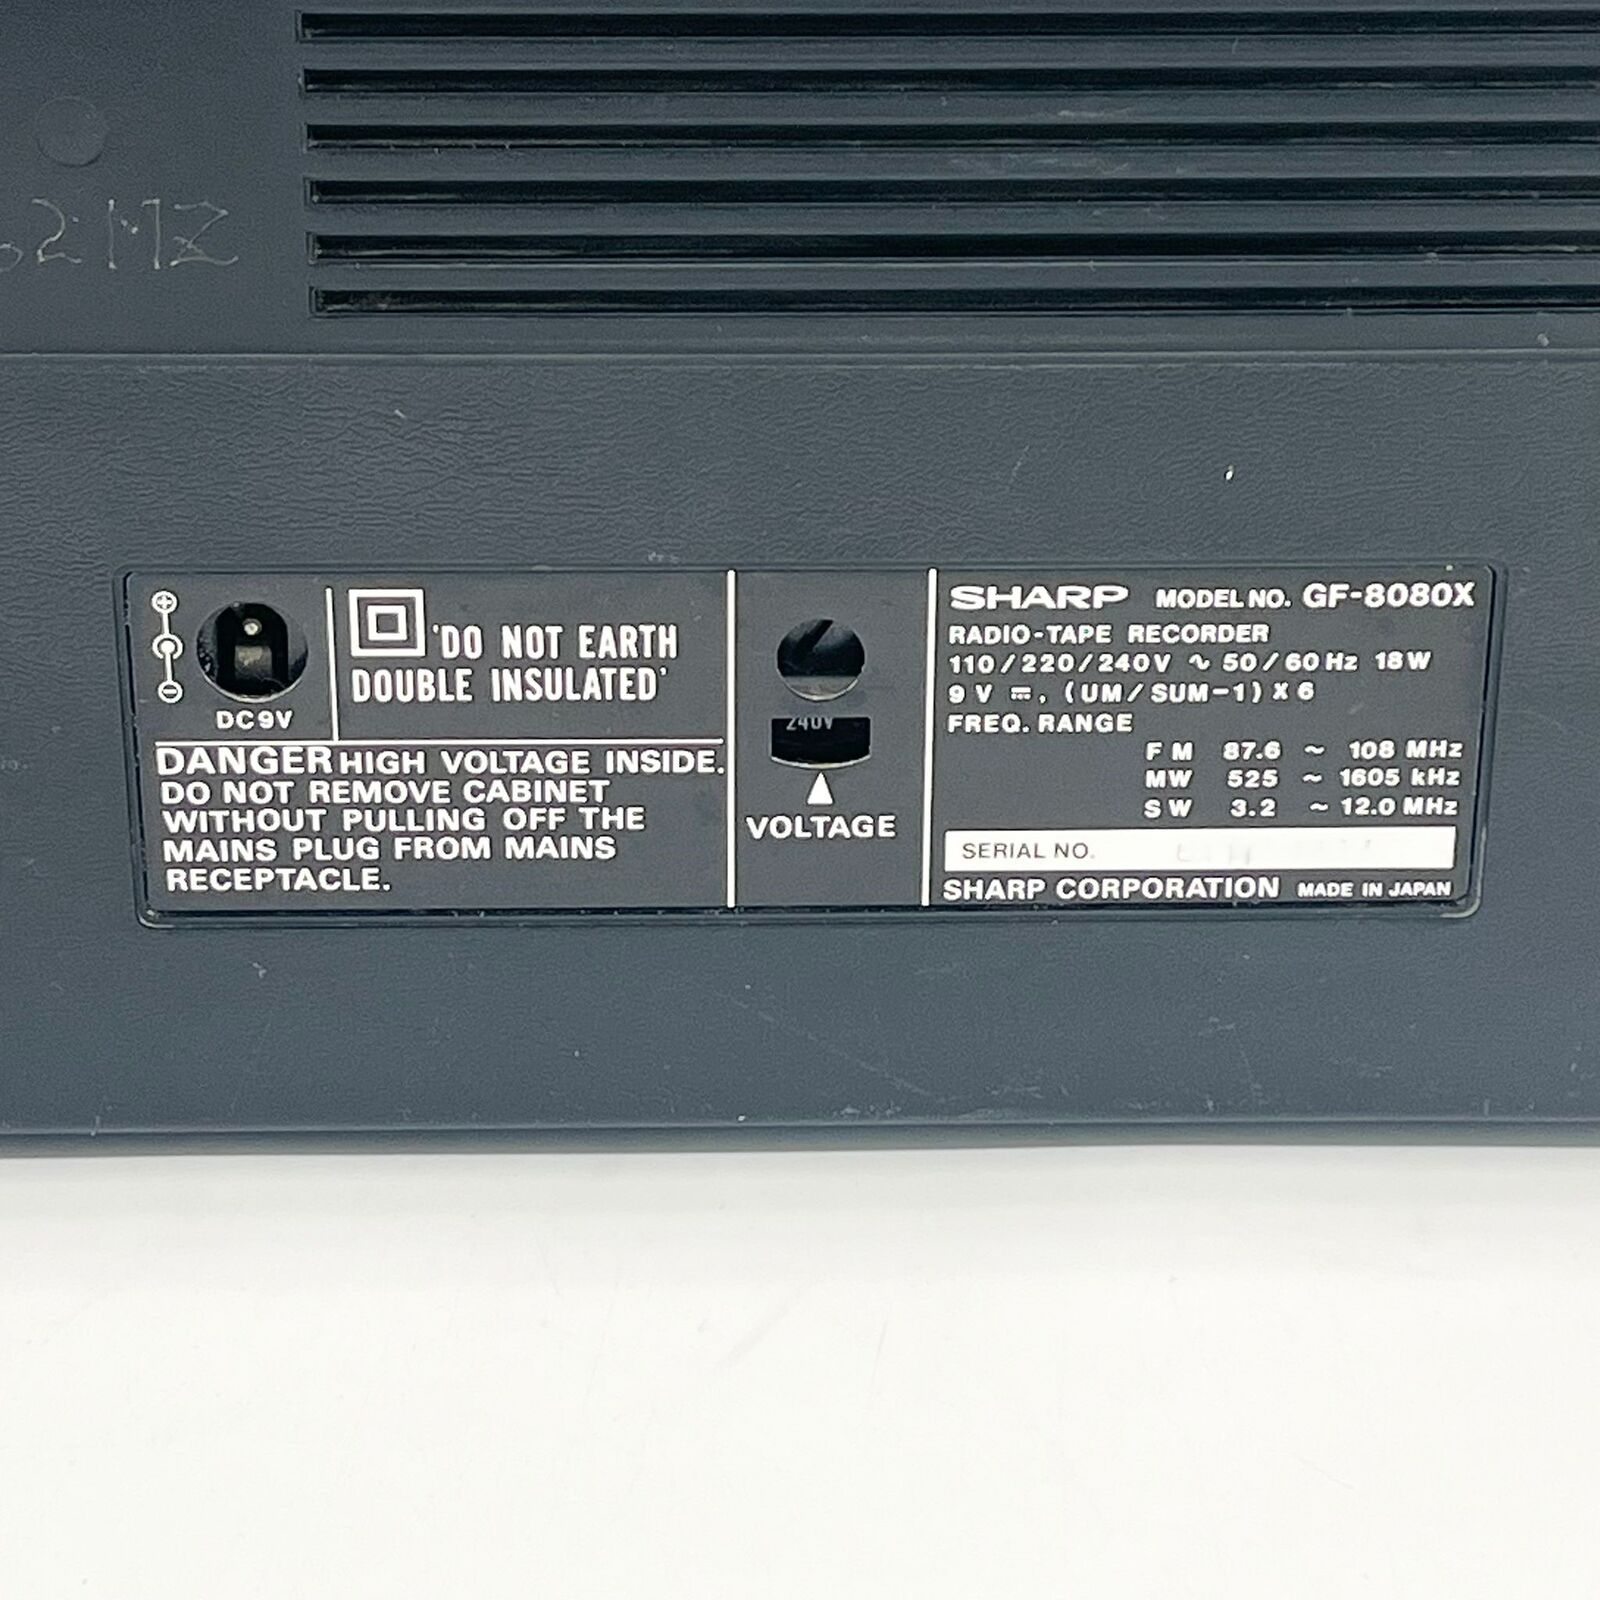 2MZ
DC9V
'DO NOT EARTH
DOUBLE INSULATED'
DANGER HIGH VOLTAGE INSIDE.
DO NOT REMOVE CABINET
WITHOUT PULLING OFF THE
MAINS PLUG FROM MAINS
RECEPTACLE.
240V
VOLTAGE
SHARP MODEL NO. GF-8080X
RADIO-TAPE RECORDER
110/220/240V ∿ 50/60Hz 18W
9V ⎓, (UM/SUM-1) X 6
FREQ. RANGE
FM 87.6 ~ 108 MHz
MW 525 ~ 1605 kHz
SW 3.2 ~ 12.0 MHz
SERIAL NO.
SHARP CORPORATION MADE IN JAPAN